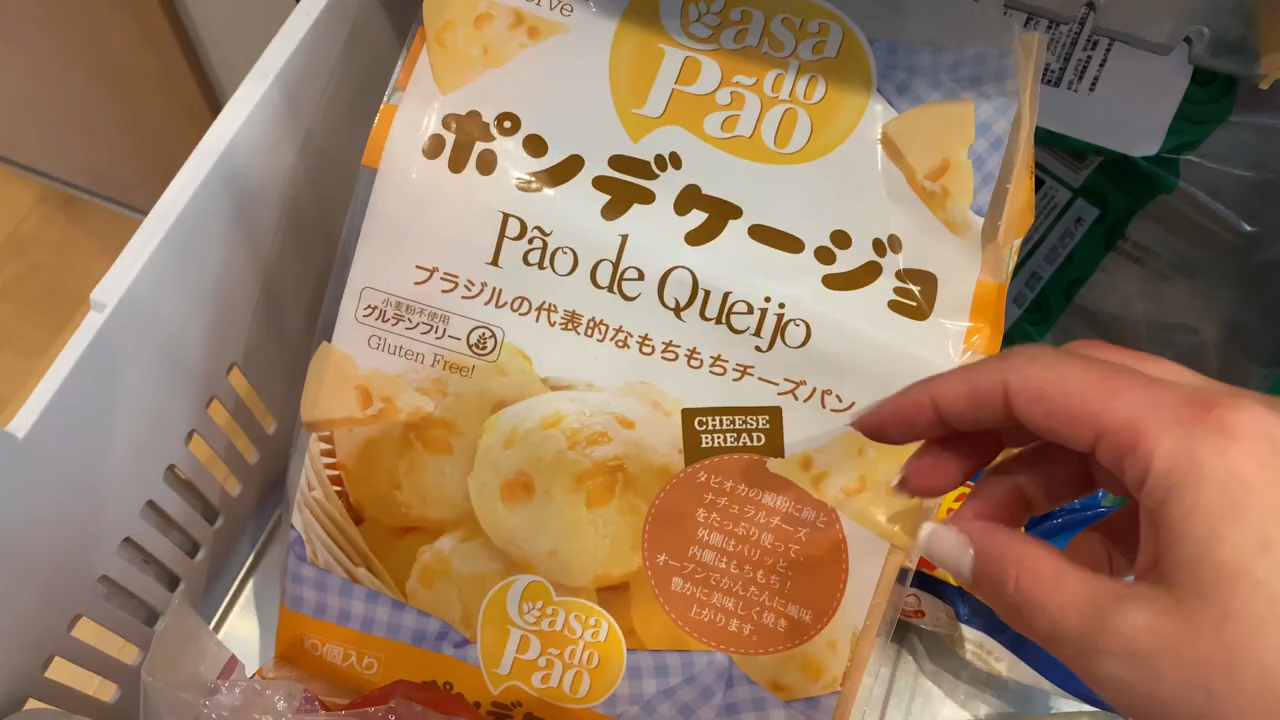 Casa
do
Pão
ポンデケージョ
Pão de Queijo
ブラジルの代表的なもちもちチーズパン
小麦粉不使用
グルテンフリー
Gluten Free!
CHEESE
BREAD
タピオカの澱粉に卵と
ナチュラルチーズ
をたっぷり使って、
外側はパリッと、
内側はもちもち！
オーブンでかんたんに風味
豊かに美味しく焼き
上がります。
Casa
do
Pão
10個入り